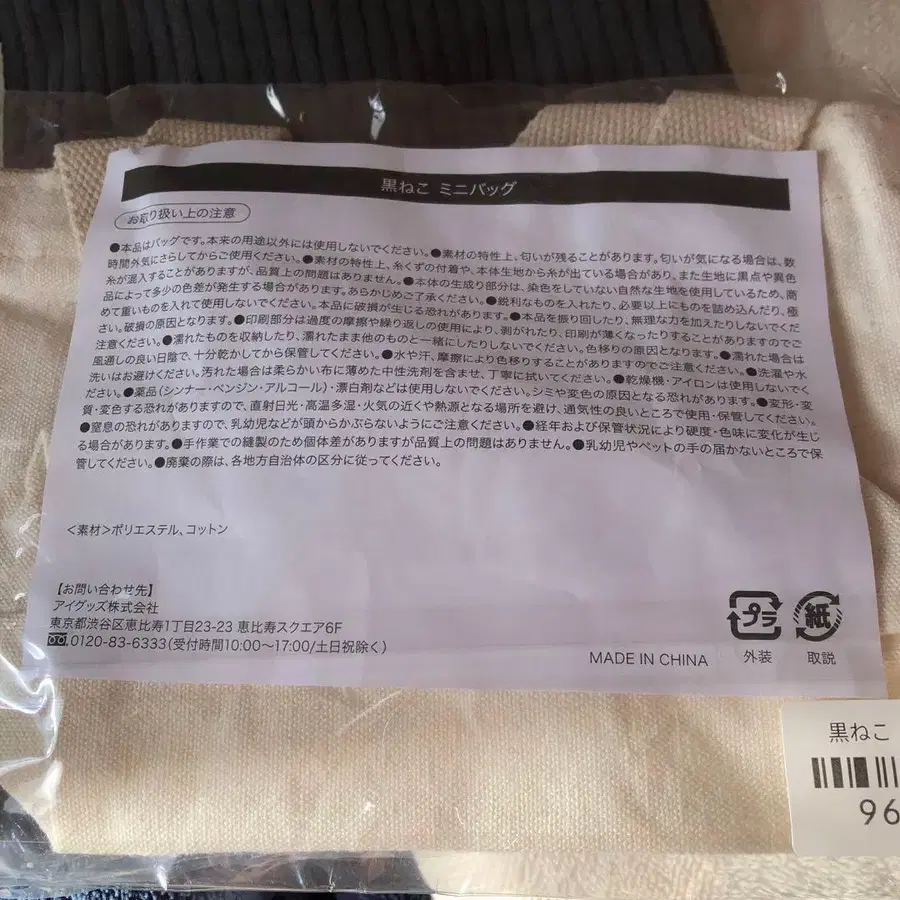 黒ねこ ミニバッグ
お取り扱い上の注意
●本品はバッグです。本来の用途以外には使用しないでください。●素材の特性上、匂いが残ることがあります。匂いが気になる場合は、数
時間外気にさらしてからご使用ください。●素材の特性上、糸くずの付着や、本体生地から糸が出ている場合があり、また生地に黒点や異色
糸が混入することがありますが、品質上の問題はありません。●本体の生成り部分は、染色をしていない自然な生地を使用しているため、商
品によって多少の色差が発生する場合があります。あらかじめご了承ください。●鋭利なものを入れたり、必要以上にものを詰め込んだり、極
めて重いものを入れて使用しないでください。本品に破損が生じる恐れがあります。●本品を振り回したり、無理な力を加えたりしないでくだ
さい。破損の原因となります。●印刷部分は過度の摩擦や繰り返しの使用により、剥がれたり、印刷が薄くなったりすることがありますのでご
注意ください。●濡れたものを収納したり、濡れたまま他のものと一緒にしたりしないでください。色移りの原因となります。●濡れた場合は
風通しの良い日陰で、十分乾かしてから保管してください。●水や汗、摩擦により色移りすることがありますのでご注意ください。●洗濯や水
洗いはお避けください。汚れた場合は柔らかい布に薄めた中性洗剤を含ませ、丁寧に拭いてください。●乾燥機・アイロンは使用しないでく
ださい。●薬品(シンナー・ベンジン・アルコール)・漂白剤などは使用しないでください。シミや変色の原因となる恐れがあります。●変形・変
質・変色する恐れがありますので、直射日光・高温多湿・火気の近くや熱源となる場所を避け、通気性の良いところで使用・保管してください。
●窒息の恐れがありますので、乳幼児などが頭からかぶらないようにご注意ください。●経年および保管状況により硬度・色味に変化が生じ
る場合があります。●手作業での縫製のため個体差がありますが品質上の問題はありません。●乳幼児やペットの手の届かないところで保
管してください。●廃棄の際は、各地方自治体の区分に従ってください。
<素材>ポリエステル、コットン
【お問い合わせ先】
アイグッズ株式会社
東京都渋谷区恵比寿1丁目23-23 恵比寿スクエア6F
0120-83-6333(受付時間10:00〜17:00/土日祝除く)
MADE IN CHINA
プラ
外装
紙
取説
黒ねこ
96